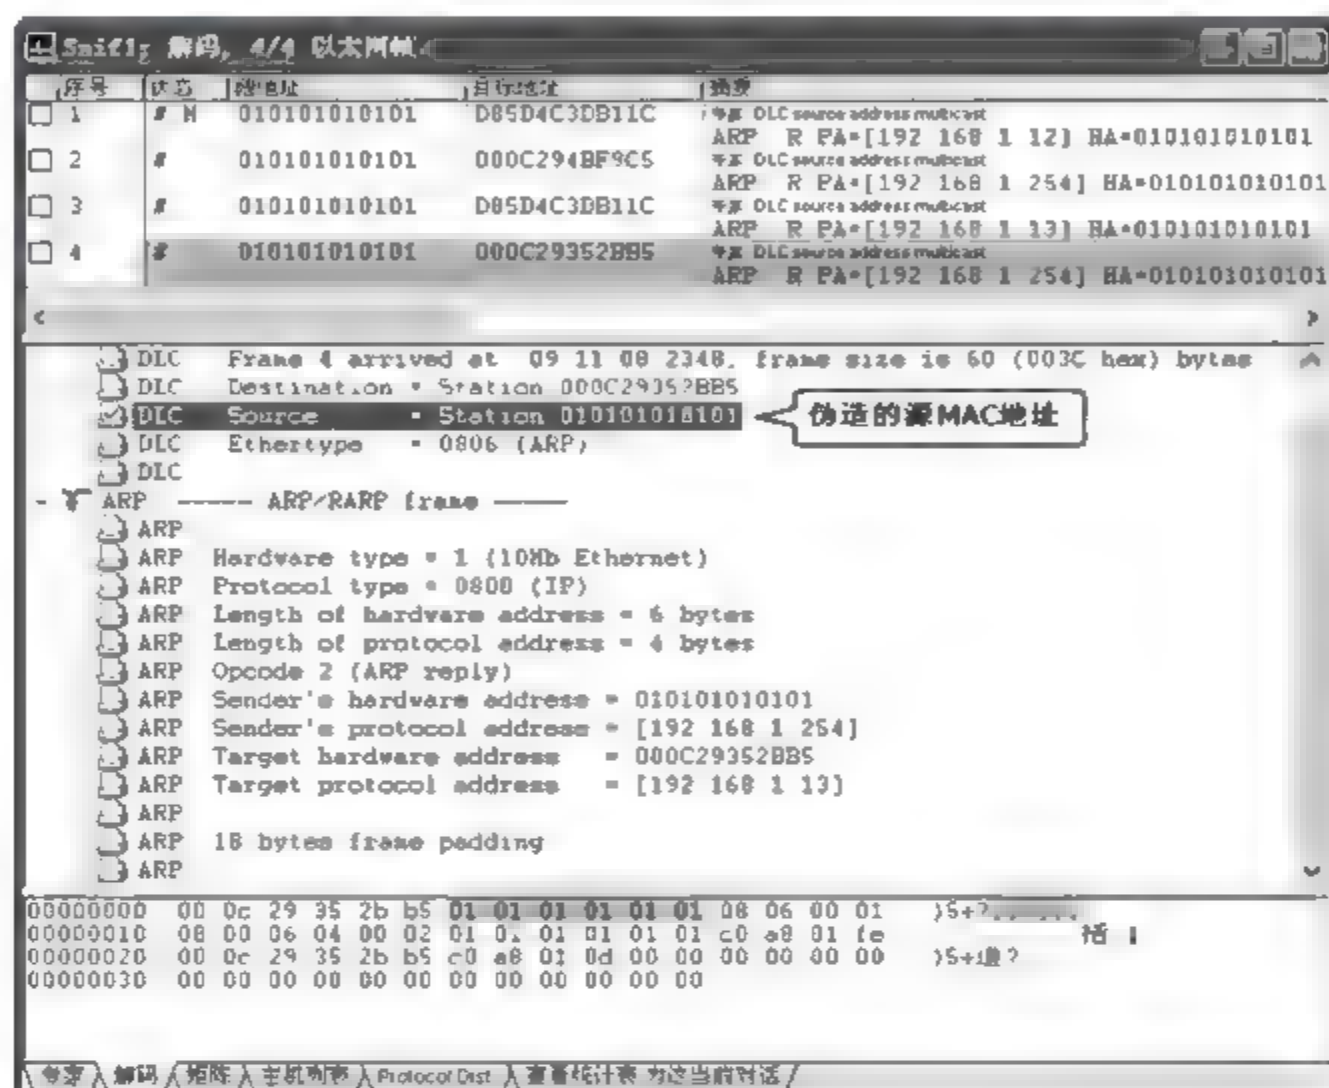 解码, 4/4 以太网帧
序号 状态 源地址 目标地址 摘要
1 # M 010101010101 D85D4C3DB11C 专家 DLC source address multicast
ARP R PA=[192 168 1 12] HA=010101010101
2 # 010101010101 000C294BF9C5 专家 DLC source address multicast
ARP R PA=[192 168 1 254] HA=010101010101
3 # 010101010101 D85D4C3DB11C 专家 DLC source address multicast
ARP R PA=[192 168 1 13] HA=010101010101
4 # 010101010101 000C29352BB5 专家 DLC source address multicast
ARP R PA=[192 168 1 254] HA=010101010101
DLC Frame 4 arrived at 09 11 08 2348, frame size is 60 (003C hex) bytes
DLC Destination = Station 000C29352BB5
DLC Source = Station 010101010101
伪造的源MAC地址
DLC Ethertype = 0806 (ARP)
DLC
- ARP ----- ARP/RARP frame -----
ARP
ARP Hardware type = 1 (10Mb Ethernet)
ARP Protocol type = 0800 (IP)
ARP Length of hardware address = 6 bytes
ARP Length of protocol address = 4 bytes
ARP Opcode 2 (ARP reply)
ARP Sender's hardware address = 010101010101
ARP Sender's protocol address = [192 168 1 254]
ARP Target hardware address = 000C29352BB5
ARP Target protocol address = [192 168 1 13]
ARP
ARP 18 bytes frame padding
ARP
00000000 00 0c 29 35 2b b5 01 01 01 01 01 01 08 06 00 01 )5+?
00000010 08 00 06 04 00 02 01 01 01 01 01 01 c0 a8 01 fe
00000020 00 0c 29 35 2b b5 c0 a8 01 0d 00 00 00 00 00 00 )5+
00000030 00 00 00 00 00 00 00 00 00 00 00 00
专家 解码 矩阵 主机列表 Protocol Dist 查看统计表